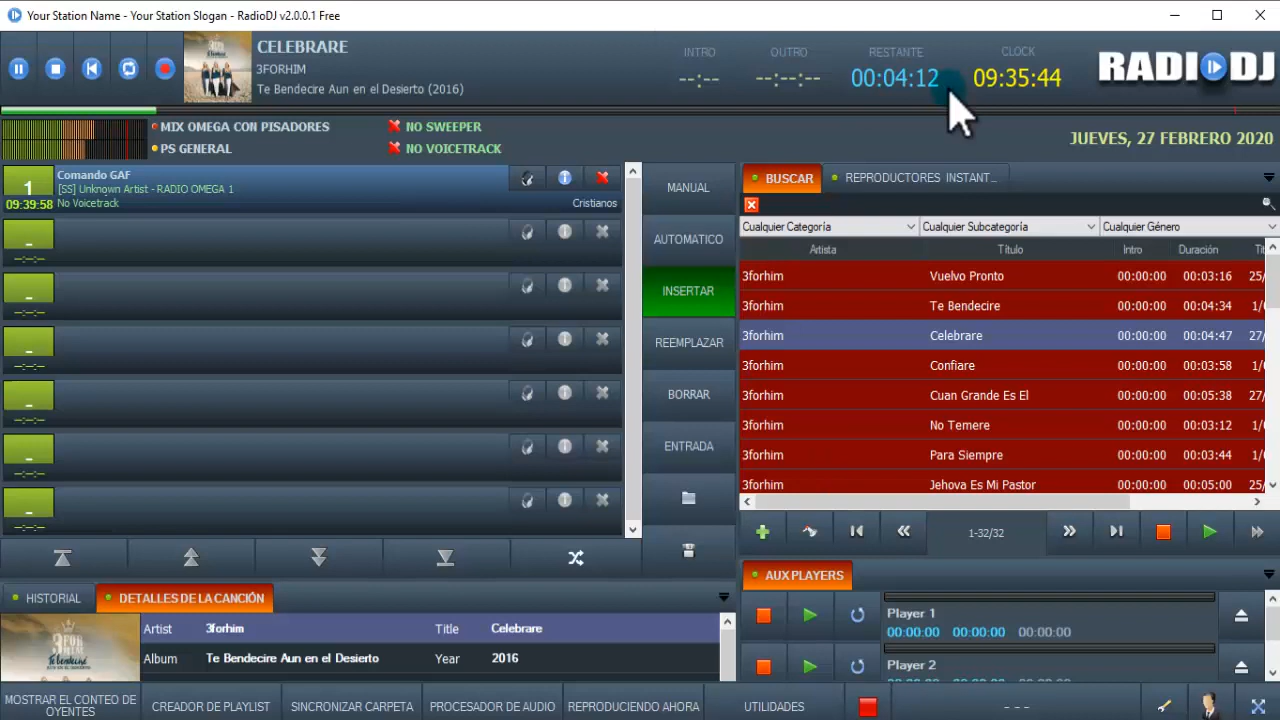 Your Station Name - Your Station Slogan - RadioDJ v2.0.0.1 Free
CELEBRARE
3FORHIM
Te Bendecire Aun en el Desierto (2016)
INTRO
--:--
OUTRO
--:--
RESTANTE
00:04:12
CLOCK
09:35:44
RADIODJ
MIX OMEGA CON PISADORES
PS GENERAL
NO SWEEPER
NO VOICETRACK
JUEVES, 27 FEBRERO 2020
1
09:39:58
Comando GAF
[SS] Unknown Artist - RADIO OMEGA 1
No Voicetrack
Cristianos
MANUAL
AUTOMATICO
INSERTAR
REEMPLAZAR
BORRAR
ENTRADA
BUSCAR
REPRODUCTORES INSTANT...
Cualquier Categoría
Cualquier Subcategoría
Cualquier Género
Artista Título Intro Duración Tít
3forhim Vuelvo Pronto 00:00:00 00:03:16 25/
3forhim Te Bendecire 00:00:00 00:04:34 1/
3forhim Celebrare 00:00:00 00:04:47 27/
3forhim Confiare 00:00:00 00:03:58 1/
3forhim Cuan Grande Es El 00:00:00 00:05:38 27/
3forhim No Temere 00:00:00 00:03:12 1/
3forhim Para Siempre 00:00:00 00:03:44 1/
3forhim Jehova Es Mi Pastor 00:00:00 00:05:00 25/
1-32/32
AUX PLAYERS
Player 1
00:00:00 00:00:00 00:00:00
Player 2
HISTORIAL
DETALLES DE LA CANCIÓN
Artist 3forhim Title Celebrare
Album Te Bendecire Aun en el Desierto Year 2016
MOSTRAR EL CONTEO DE
OYENTES
CREADOR DE PLAYLIST
SINCRONIZAR CARPETA
PROCESADOR DE AUDIO
REPRODUCIENDO AHORA
UTILIDADES
- - -